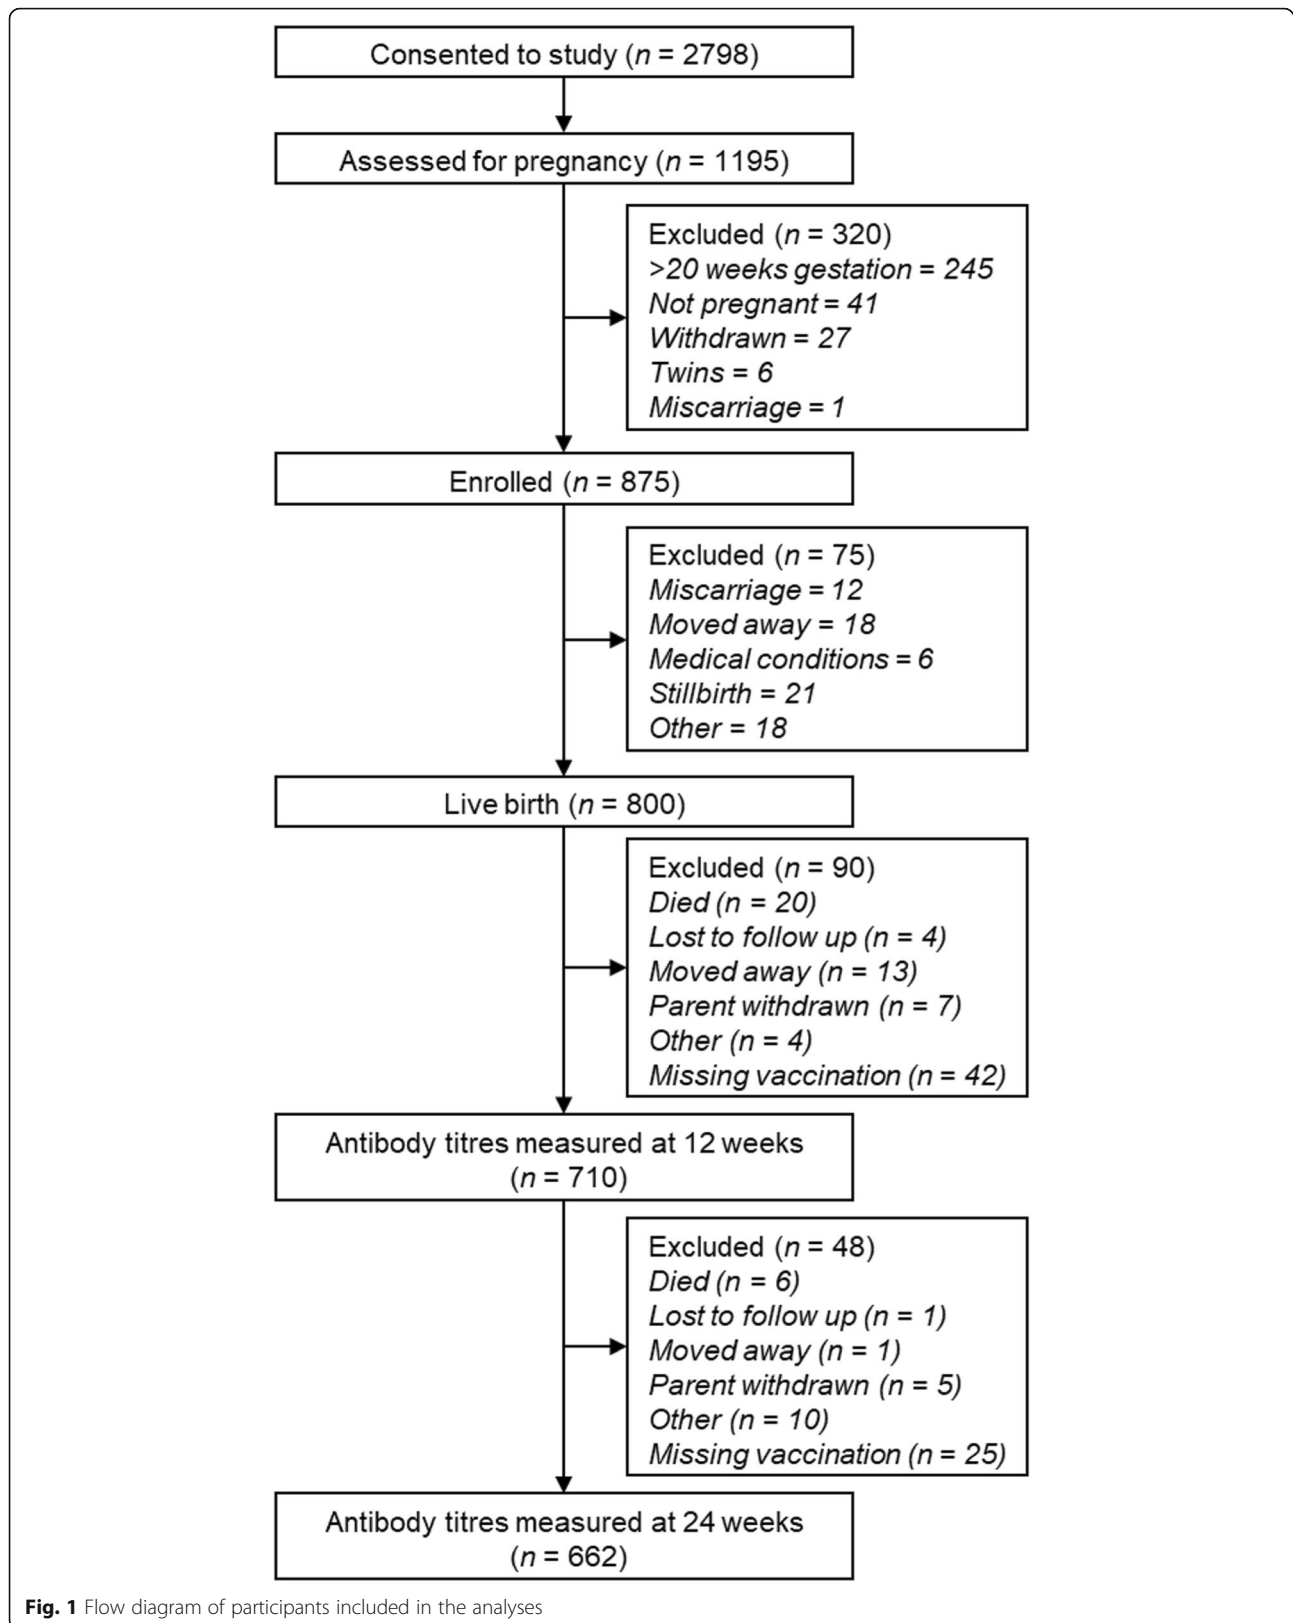 Consented to study (n = 2798)
Assessed for pregnancy (n = 1195)
Excluded (n = 320)
>20 weeks gestation = 245
Not pregnant = 41
Withdrawn = 27
Twins = 6
Miscarriage = 1
Enrolled (n = 875)
Excluded (n = 75)
Miscarriage = 12
Moved away = 18
Medical conditions = 6
Stillbirth = 21
Other = 18
Live birth (n = 800)
Excluded (n = 90)
Died (n = 20)
Lost to follow up (n = 4)
Moved away (n = 13)
Parent withdrawn (n = 7)
Other (n = 4)
Missing vaccination (n = 42)
Antibody titres measured at 12 weeks
(n = 710)
Excluded (n = 48)
Died (n = 6)
Lost to follow up (n = 1)
Moved away (n = 1)
Parent withdrawn (n = 5)
Other (n = 10)
Missing vaccination (n = 25)
Antibody titres measured at 24 weeks
(n = 662)
Fig. 1 Flow diagram of participants included in the analyses